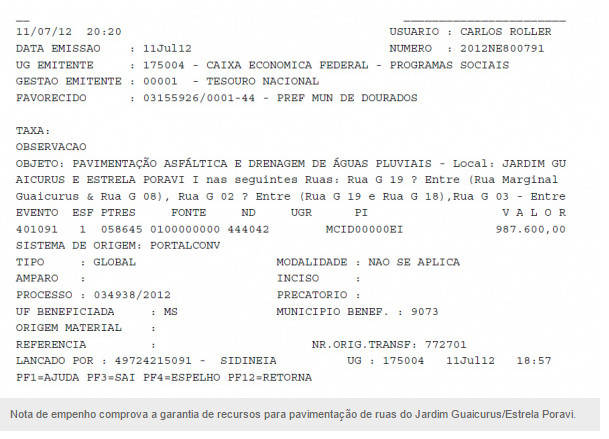 __ _______________________
11/07/12 20:20 USUARIO : CARLOS ROLLER
DATA EMISSAO : 11Jul12 NUMERO : 2012NE800791
UG EMITENTE : 175004 - CAIXA ECONOMICA FEDERAL - PROGRAMAS SOCIAIS
GESTAO EMITENTE : 00001 - TESOURO NACIONAL
FAVORECIDO : 03155926/0001-44 - PREF MUN DE DOURADOS
TAXA:
OBSERVACAO
OBJETO: PAVIMENTAÇÃO ASFÁLTICA E DRENAGEM DE ÁGUAS PLUVIAIS - Local: JARDIM GU
AICURUS E ESTRELA PORAVI I nas seguintes Ruas: Rua G 19 ? Entre (Rua Marginal
Guaicurus & Rua G 08), Rua G 02 ? Entre (Rua G 19 e Rua G 18),Rua G 03 - Entre
EVENTO ESF PTRES FONTE ND UGR PI V A L O R
401091 1 058645 0100000000 444042 MCID00000EI 987.600,00
SISTEMA DE ORIGEM: PORTALCONV
TIPO : GLOBAL MODALIDADE : NAO SE APLICA
AMPARO : INCISO :
PROCESSO : 034938/2012 PRECATORIO :
UF BENEFICIADA : MS MUNICIPIO BENEF. : 9073
ORIGEM MATERIAL :
REFERENCIA : NR.ORIG.TRANSF: 772701
LANCADO POR : 49724215091 - SIDINEIA UG : 175004 11Jul12 18:57
PF1=AJUDA PF3=SAI PF4=ESPELHO PF12=RETORNA
Nota de empenho comprova a garantia de recursos para pavimentação de ruas do Jardim Guaicurus/Estrela Poravi.